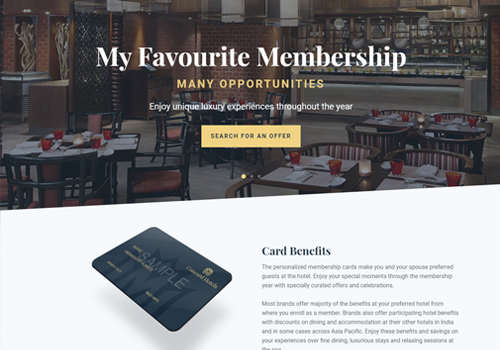 My Favourite Membership
MANY OPPORTUNITIES
Enjoy unique luxury experiences throughout the year
SEARCH FOR AN OFFER
SAMPLE
Card Benefits
The personalized membership cards make you and your spouse preferred
guests at the hotel. Enjoy your special moments through the membership
year with specially curated offers and celebrations.
Most brands offer majority of the benefits at your preferred hotel from
where you enroll as a member. Brands also offer participating hotel benefits
with discounts on dining and accommodation at their other hotels in India
and in some cases across Asia Pacific. Enjoy these benefits and savings on
your experiences over fine dining, luxurious stays and relaxing sessions at
the spa.